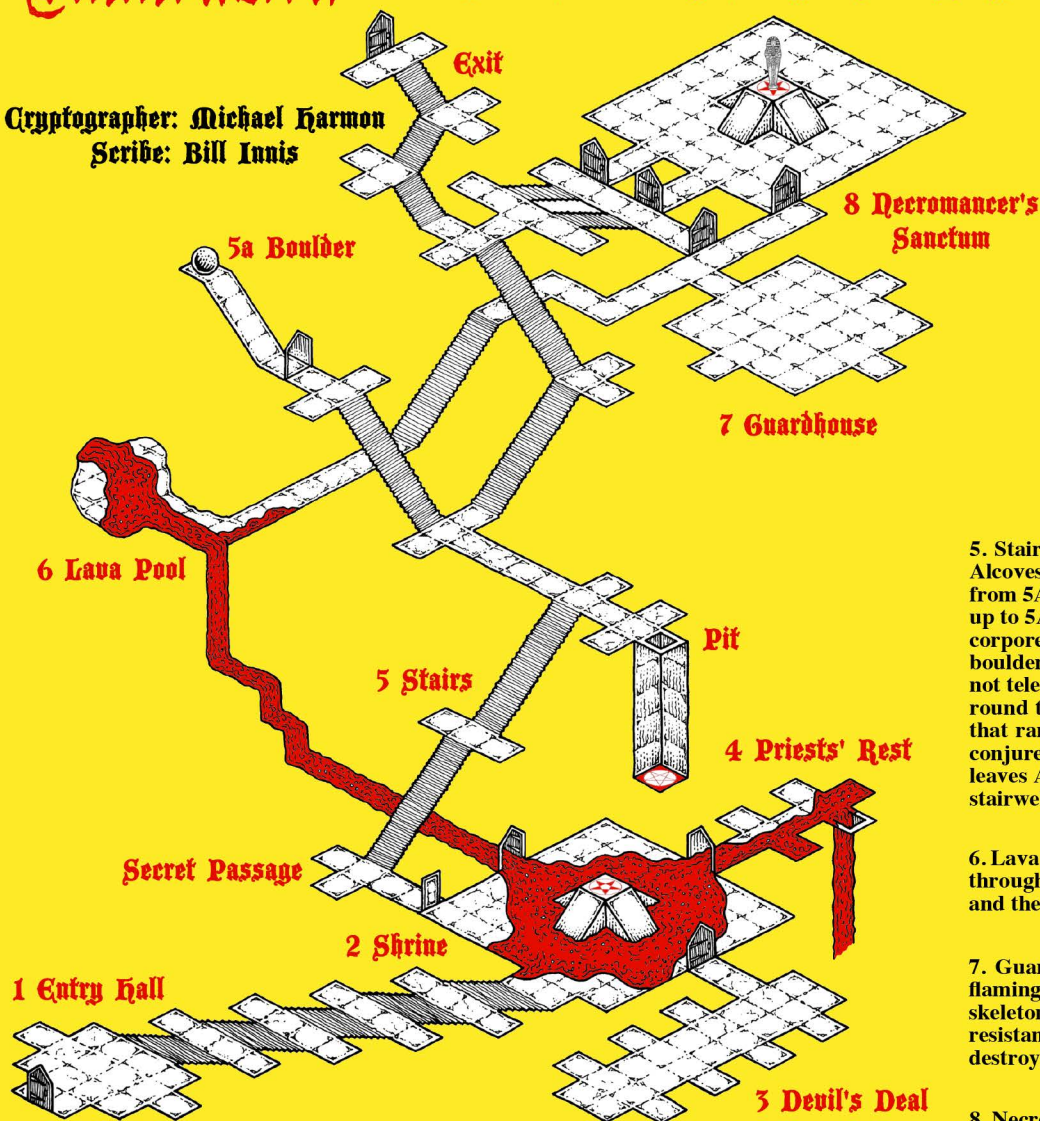 Exit
Cryptographer: Michael Harmon
Scribe: Bill Innis
8 Necromancer's
Sanctum
5a Boulder
7 Guardhouse
6 Lava Pool
Pit
5 Stairs
4 Priests' Rest
Secret Passage
2 Shrine
1 Entry Hall
3 Devil's Deal
5. Stair
Alcoves
from 5A
up to 5A
corpore
boulder
not tele
round t
that ran
conjure
leaves A
stairwe
6. Lava
through
and the
7. Guar
flaming
skeleton
resistan
destroy
8. Necro